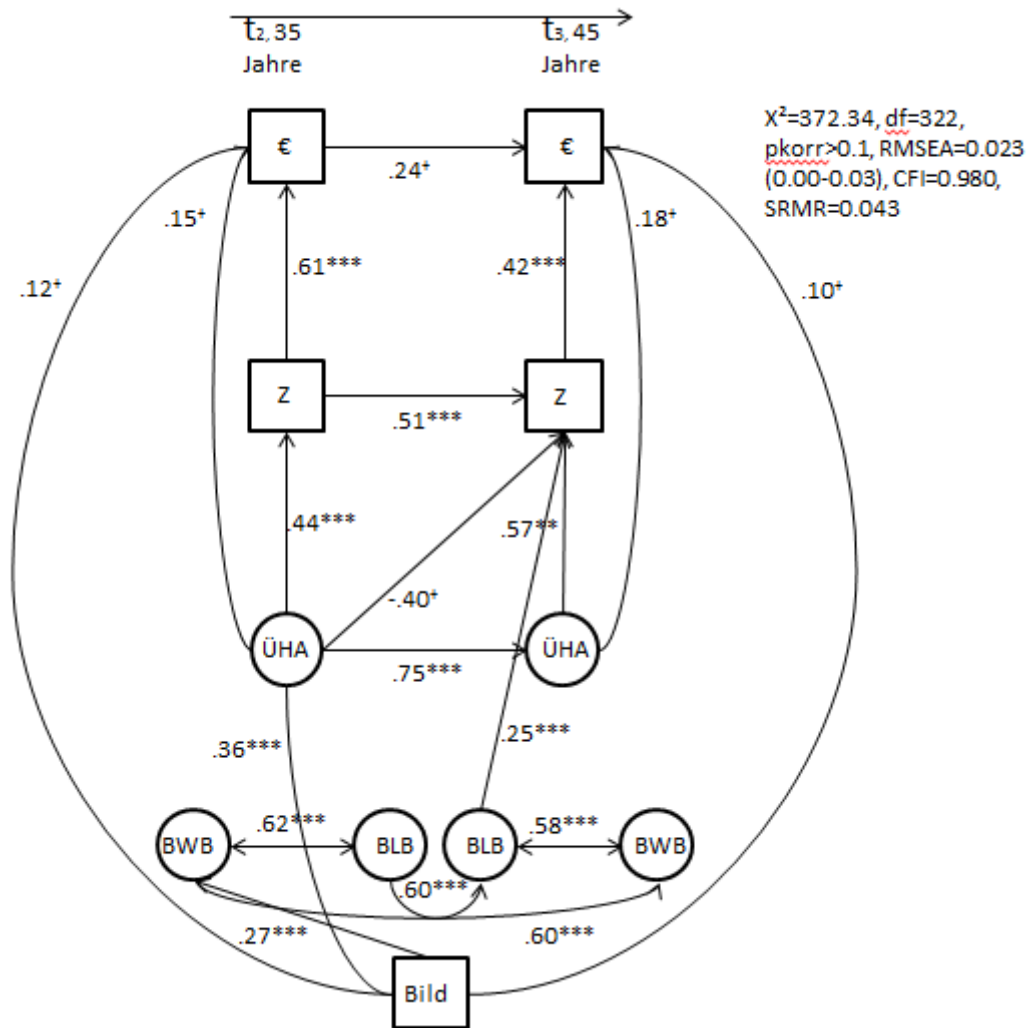 t₂, 35
Jahre
t₃, 45
Jahre
X²=372.34, df=322,
pkorr>0.1, RMSEA=0.023
(0.00-0.03), CFI=0.980,
SRMR=0.043
€
.24⁺
€
.15⁺
.18⁺
.12⁺
.61***
.42***
.10⁺
Z
.51***
Z
.44***
.57**
-.40⁺
ÜHA
.75***
ÜHA
.36***
.25***
BWB
.62***
BLB
BLB
.58***
BWB
.60***
.27***
.60***
Bild